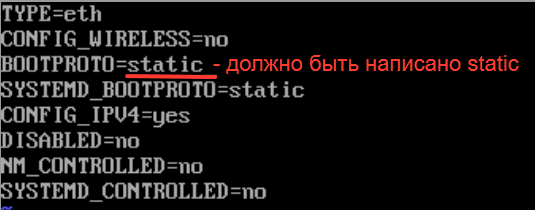 TYPE=eth
CONFIG_WIRELESS=no
BOOTPROTO=static - должно быть написано static
SYSTEMD_BOOTPROTO=static
CONFIG_IPV4=yes
DISABLED=no
NM_CONTROLLED=no
SYSTEMD_CONTROLLED=no
~